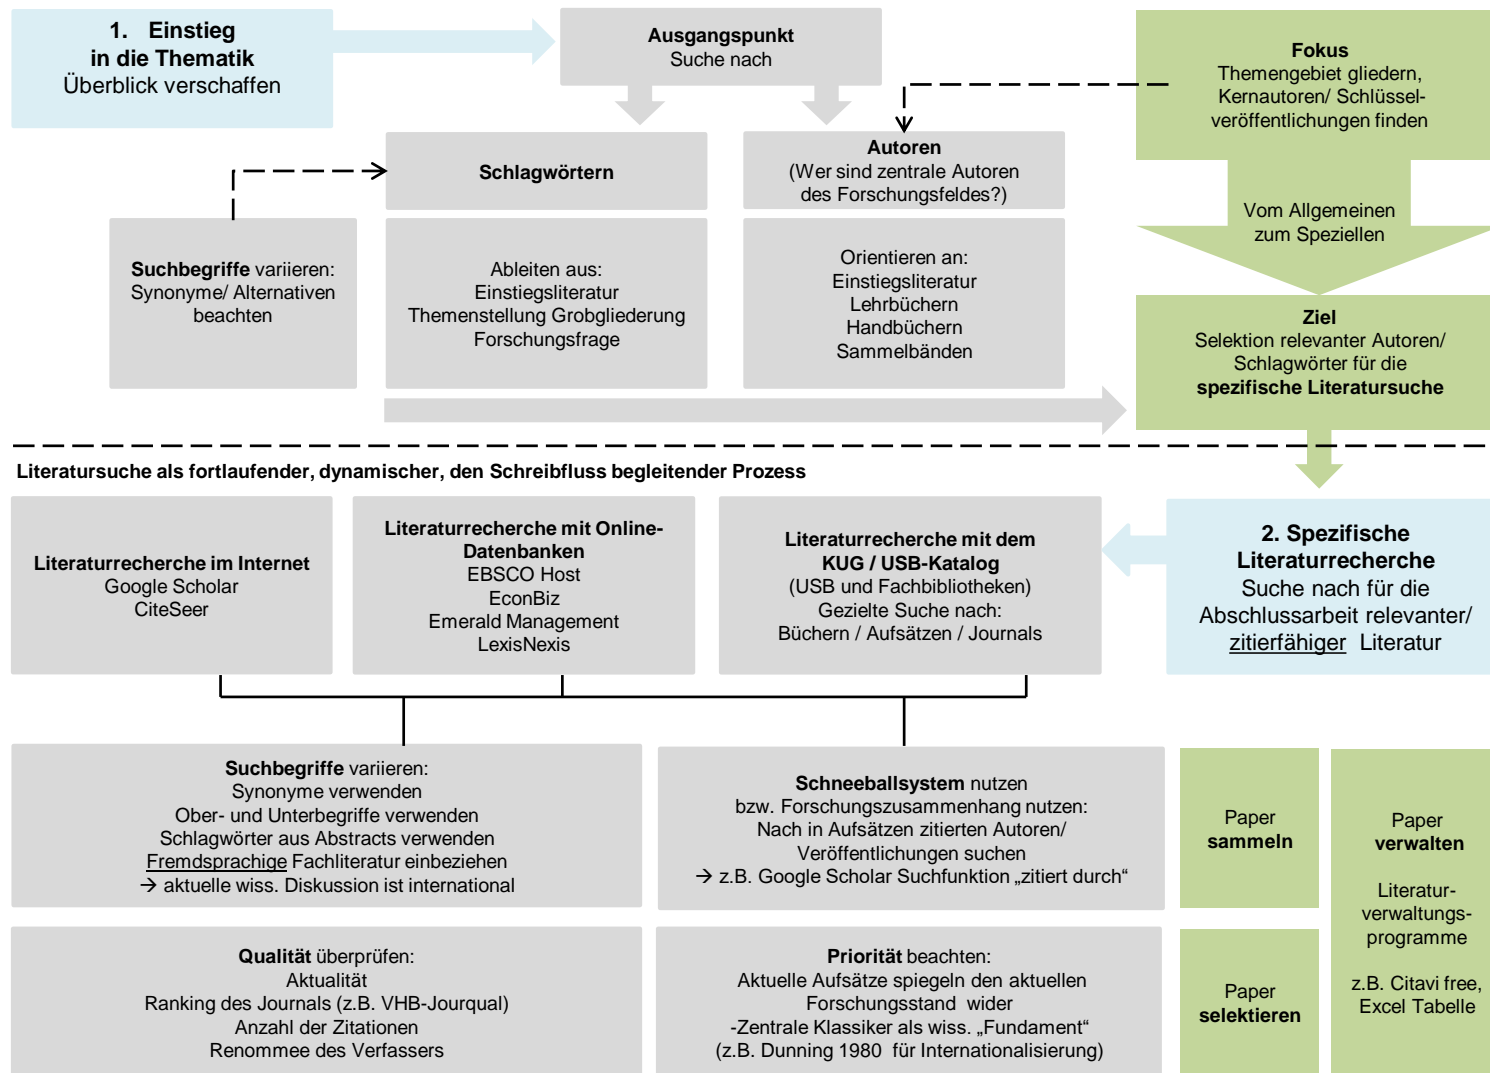 1. Einstieg
in die Thematik
Überblick verschaffen
Ausgangspunkt
Suche nach
Fokus
Themengebiet gliedern,
Kernautoren/ Schlüssel-
veröffentlichungen finden
Schlagwörtern
Autoren
(Wer sind zentrale Autoren
des Forschungsfeldes?)
Vom Allgemeinen
zum Speziellen
Suchbegriffe variieren:
Synonyme/ Alternativen
beachten
Ableiten aus:
Einstiegsliteratur
Themenstellung Grobgliederung
Forschungsfrage
Orientieren an:
Einstiegsliteratur
Lehrbüchern
Handbüchern
Sammelbänden
Ziel
Selektion relevanter Autoren/
Schlagwörter für die
spezifische Literatursuche
Literatursuche als fortlaufender, dynamischer, den Schreibfluss begleitender Prozess
Literaturrecherche im Internet
Google Scholar
CiteSeer
Literaturrecherche mit Online-
Datenbanken
EBSCO Host
EconBiz
Emerald Management
LexisNexis
Literaturrecherche mit dem
KUG / USB-Katalog
(USB und Fachbibliotheken)
Gezielte Suche nach:
Büchern / Aufsätzen / Journals
2. Spezifische
Literaturrecherche
Suche nach für die
Abschlussarbeit relevanter/
zitierfähiger Literatur
Suchbegriffe variieren:
Synonyme verwenden
Ober- und Unterbegriffe verwenden
Schlagwörter aus Abstracts verwenden
Fremdsprachige Fachliteratur einbeziehen
→ aktuelle wiss. Diskussion ist international
Schneeballsystem nutzen
bzw. Forschungszusammenhang nutzen:
Nach in Aufsätzen zitierten Autoren/
Veröffentlichungen suchen
→ z.B. Google Scholar Suchfunktion „zitiert durch“
Paper
sammeln
Paper
verwalten
Literatur-
verwaltungs-
programme
z.B. Citavi free,
Excel Tabelle
Qualität überprüfen:
Aktualität
Ranking des Journals (z.B. VHB-Jourqual)
Anzahl der Zitationen
Renommee des Verfassers
Priorität beachten:
Aktuelle Aufsätze spiegeln den aktuellen
Forschungsstand wider
-Zentrale Klassiker als wiss. „Fundament“
(z.B. Dunning 1980 für Internationalisierung)
Paper
selektieren